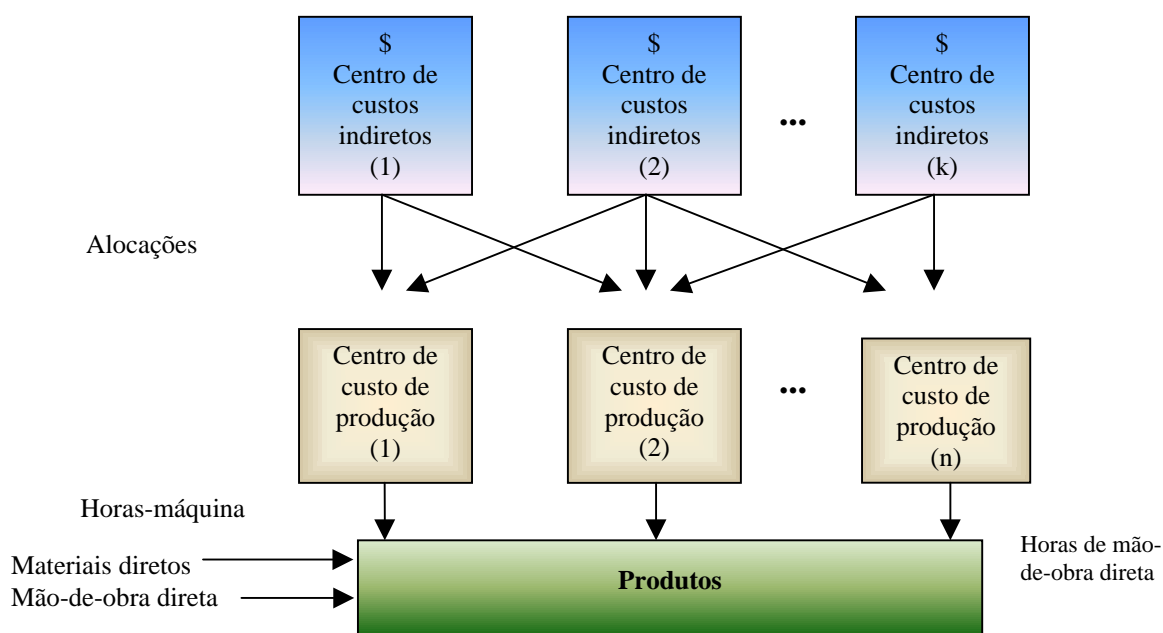 $
Centro de
custos
indiretos
(1)
$
Centro de
custos
indiretos
(2)
...
$
Centro de
custos
indiretos
(k)
Alocações
Centro de
custo de
produção
(1)
Centro de
custo de
produção
(2)
...
Centro de
custo de
produção
(n)
Horas-máquina
Materiais diretos
Mão-de-obra direta
Produtos
Horas de mão-
de-obra direta